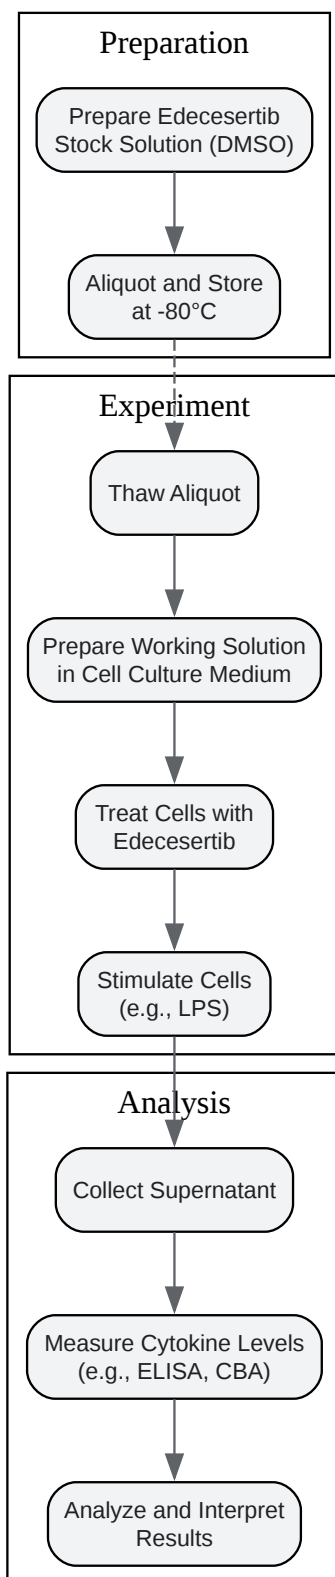 Preparation
Prepare Edecesertib
Stock Solution (DMSO)
Aliquot and Store
at -80°C
Experiment
Thaw Aliquot
Prepare Working Solution
in Cell Culture Medium
Treat Cells with
Edecesertib
Stimulate Cells
(e.g., LPS)
Analysis
Collect Supernatant
Measure Cytokine Levels
(e.g., ELISA, CBA)
Analyze and Interpret
Results